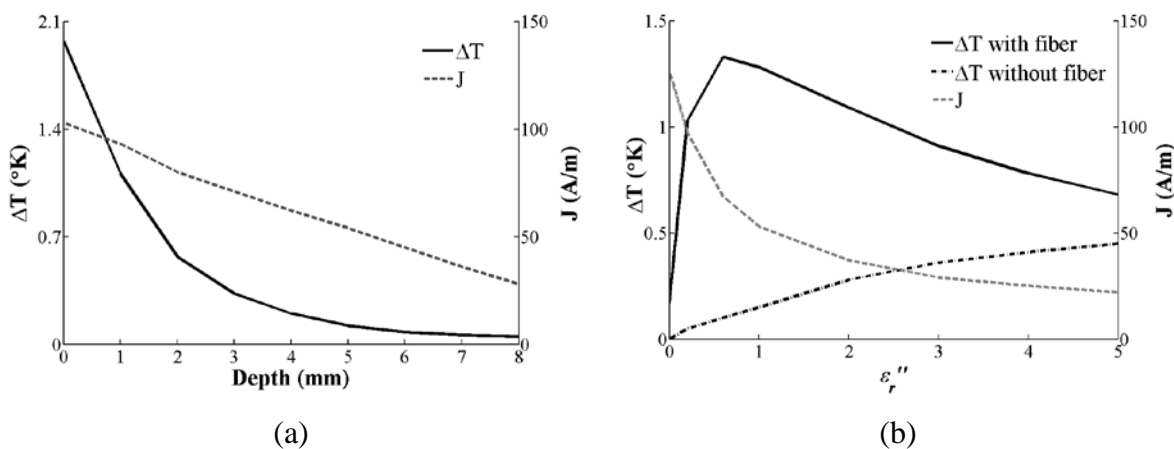 2.1
1.4
0.7
0
ΔT (°K)
150
100
50
0
J (A/m)
ΔT
J
0 1 2 3 4 5 6 7 8
Depth (mm)
(a)
1.5
1
0.5
0
ΔT (°K)
150
100
50
0
J (A/m)
ΔT with fiber
ΔT without fiber
J
0 1 2 3 4 5
εr''
(b)